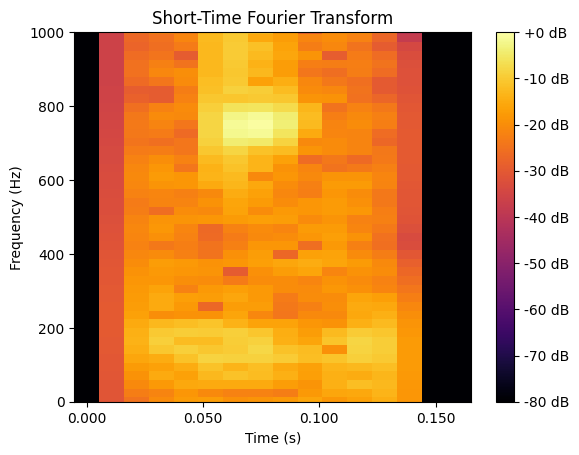 Short-Time Fourier Transform
1000
800
600
400
200
0
Frequency (Hz)
0.000
0.050
0.100
0.150
Time (s)
+0 dB
-10 dB
-20 dB
-30 dB
-40 dB
-50 dB
-60 dB
-70 dB
-80 dB